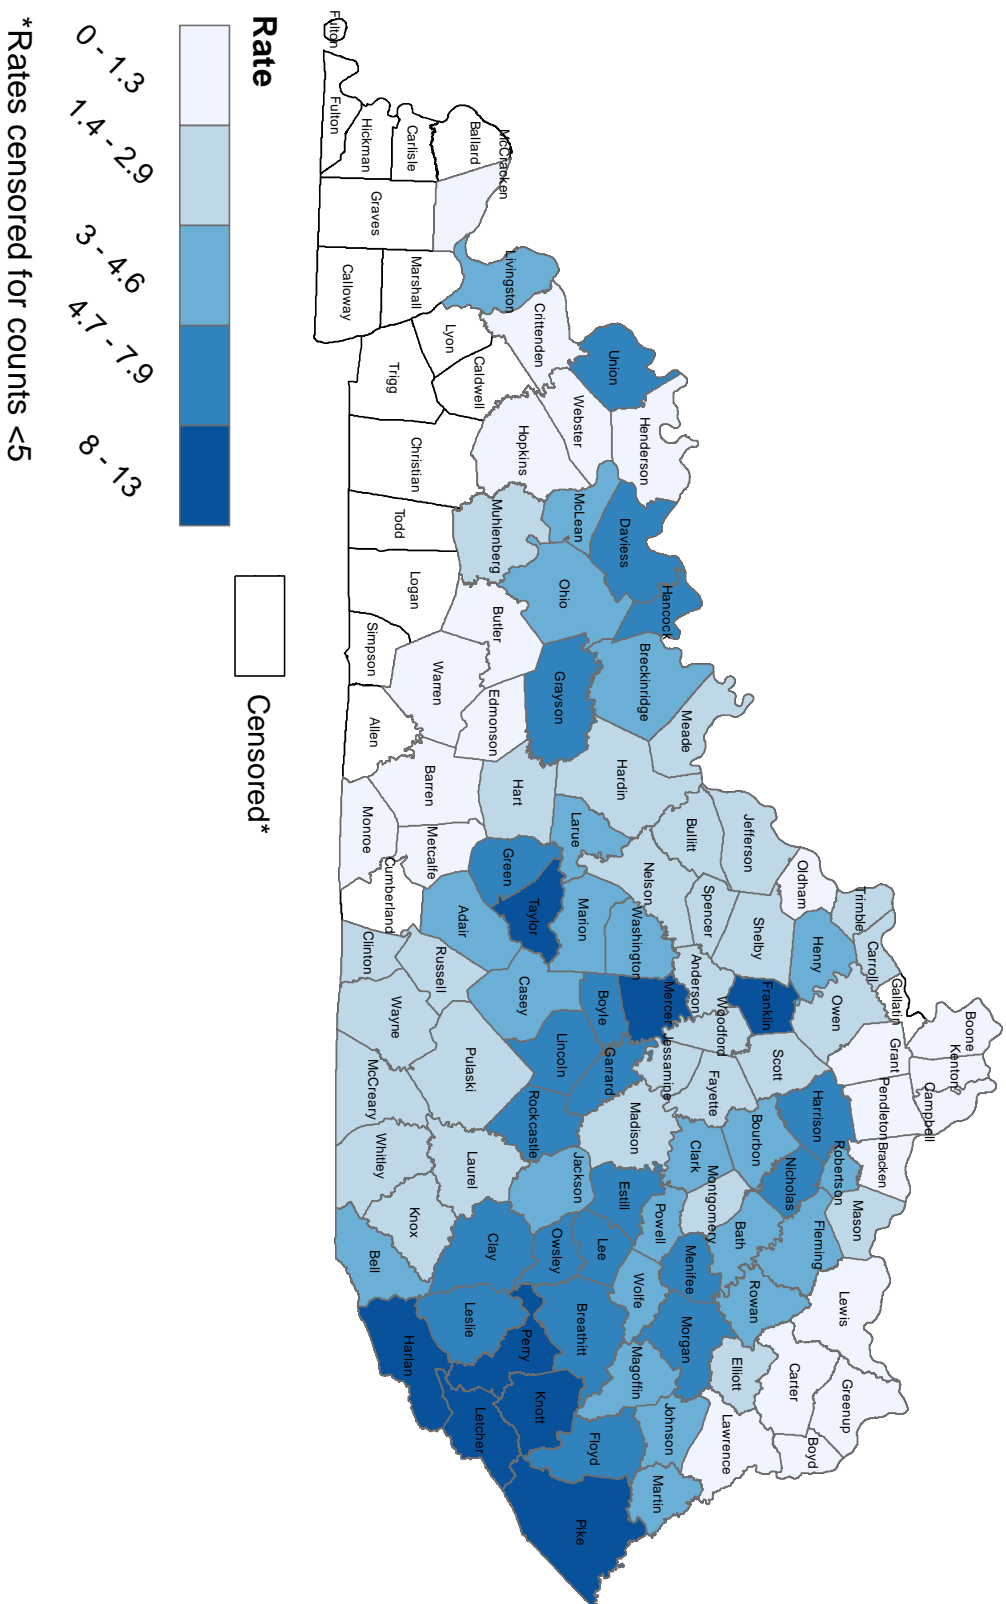 Boone
Kenton
Campbell
Gallatin
Grant
Pendleton
Bracken
Trimble
Carroll
Owen
Robertson
Mason
Lewis
Greenup
Oldham
Henry
Harrison
Fleming
Carter
Boyd
Jefferson
Shelby
Franklin
Scott
Nicholas
Bourbon
Bath
Rowan
Elliott
Lawrence
Bullitt
Spencer
Anderson
Woodford
Fayette
Clark
Montgomery
Menifee
Morgan
Meade
Nelson
Washington
Mercer
Jessamine
Madison
Estill
Powell
Wolfe
Magoffin
Johnson
Martin
Henderson
Daviess
Hancock
Breckinridge
Hardin
Larue
Marion
Boyle
Garrard
Lincoln
Rockcastle
Jackson
Lee
Owsley
Breathitt
Floyd
Pike
Union
Webster
McLean
Ohio
Grayson
Hart
Green
Taylor
Casey
Pulaski
Laurel
Clay
Perry
Knott
Leslie
Letcher
Livingston
Crittenden
Hopkins
Muhlenberg
Butler
Edmonson
Warren
Barren
Metcalfe
Adair
Russell
Wayne
McCreary
Whitley
Knox
Bell
Harlan
McCracken
Ballard
Carlisle
Hickman
Fulton
Fulton
Graves
Marshall
Calloway
Lyon
Caldwell
Trigg
Christian
Todd
Logan
Simpson
Allen
Monroe
Cumberland
Clinton
Rate
0 - 1.3
1.4 - 2.9
3 - 4.6
4.7 - 7.9
8 - 13
Censored*
*Rates censored for counts <5